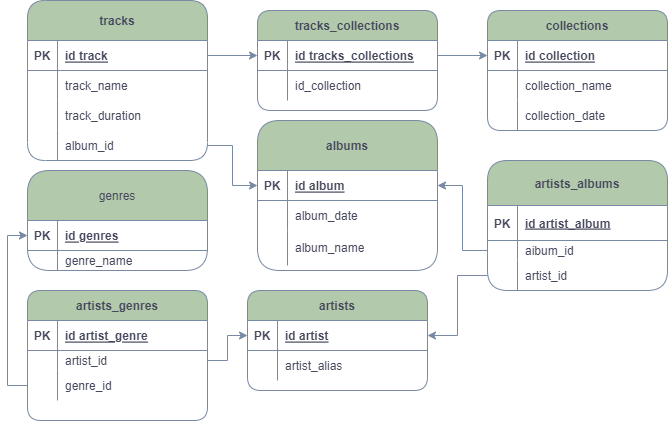 tracks
PK id track
track_name
track_duration
album_id
tracks_collections
PK id tracks_collections
id_collection
collections
PK id collection
collection_name
collection_date
albums
PK id album
album_date
album_name
genres
PK id genres
genre_name
artists_albums
PK id artist_album
aibum_id
artist_id
artists_genres
PK id artist_genre
artist_id
genre_id
artists
PK id artist
artist_alias